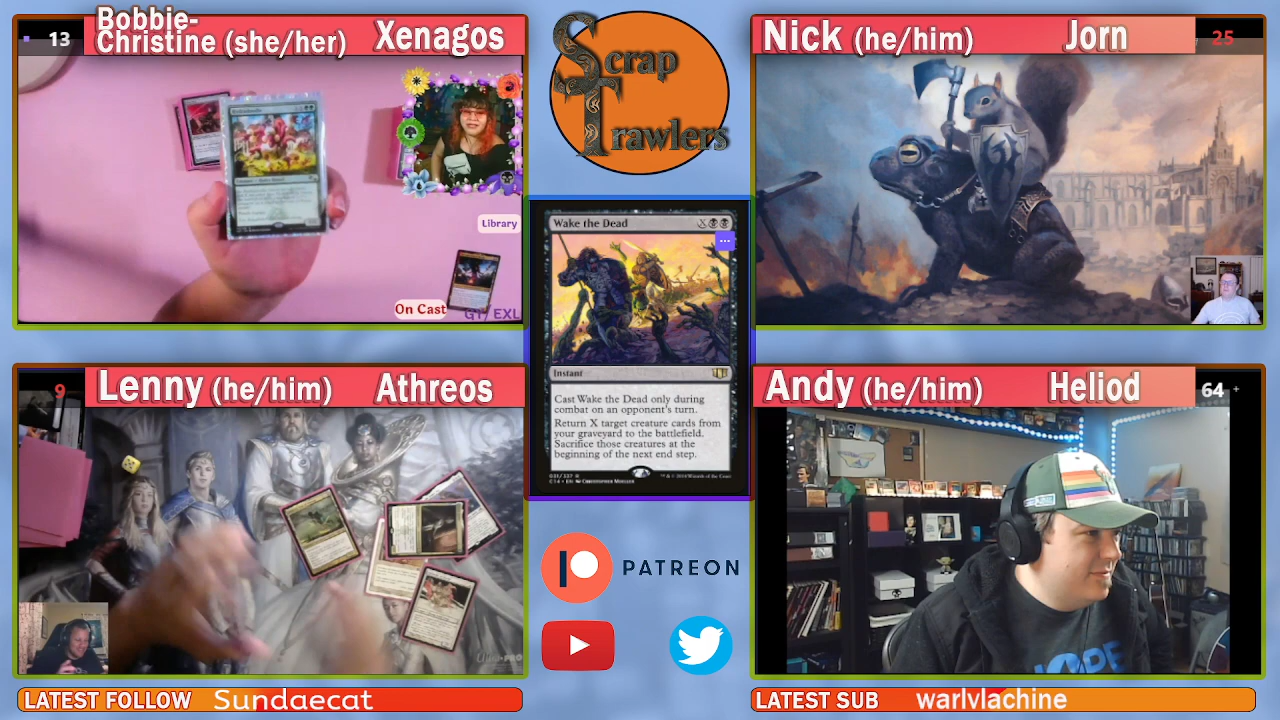 13
Bobbie-
Christine (she/her)
Xenagos
Library
On Cast
GY/EXL
Scrap
Trawlers
Nick (he/him)
Jorn
25
Wake the Dead
X
Instant
Cast Wake the Dead only during
combat on an opponent's turn.
Return X target creature cards from
your graveyard to the battlefield.
Sacrifice those creatures at the
beginning of the next end step.
9
Lenny (he/him)
Athreos
Andy (he/him)
Heliod
64 +
PATREON
LATEST FOLLOW
Sundaecat
LATEST SUB
warlvlachine